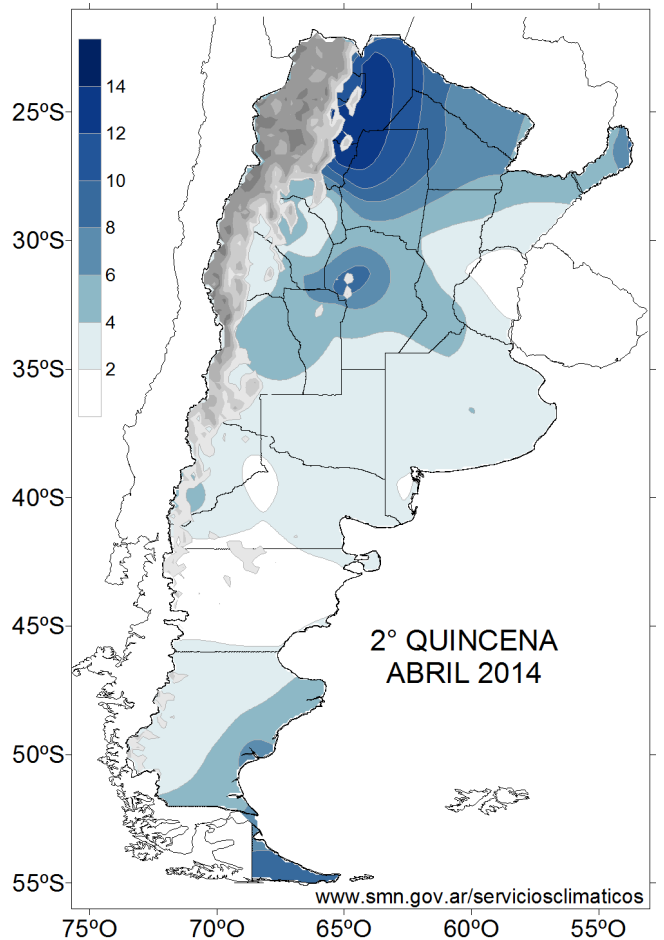 14
12
10
8
6
4
2
25ºS
30ºS
35ºS
40ºS
45ºS
50ºS
55ºS
2° QUINCENA
ABRIL 2014
www.smn.gov.ar/serviciosclimaticos
75ºO
70ºO
65ºO
60ºO
55ºO